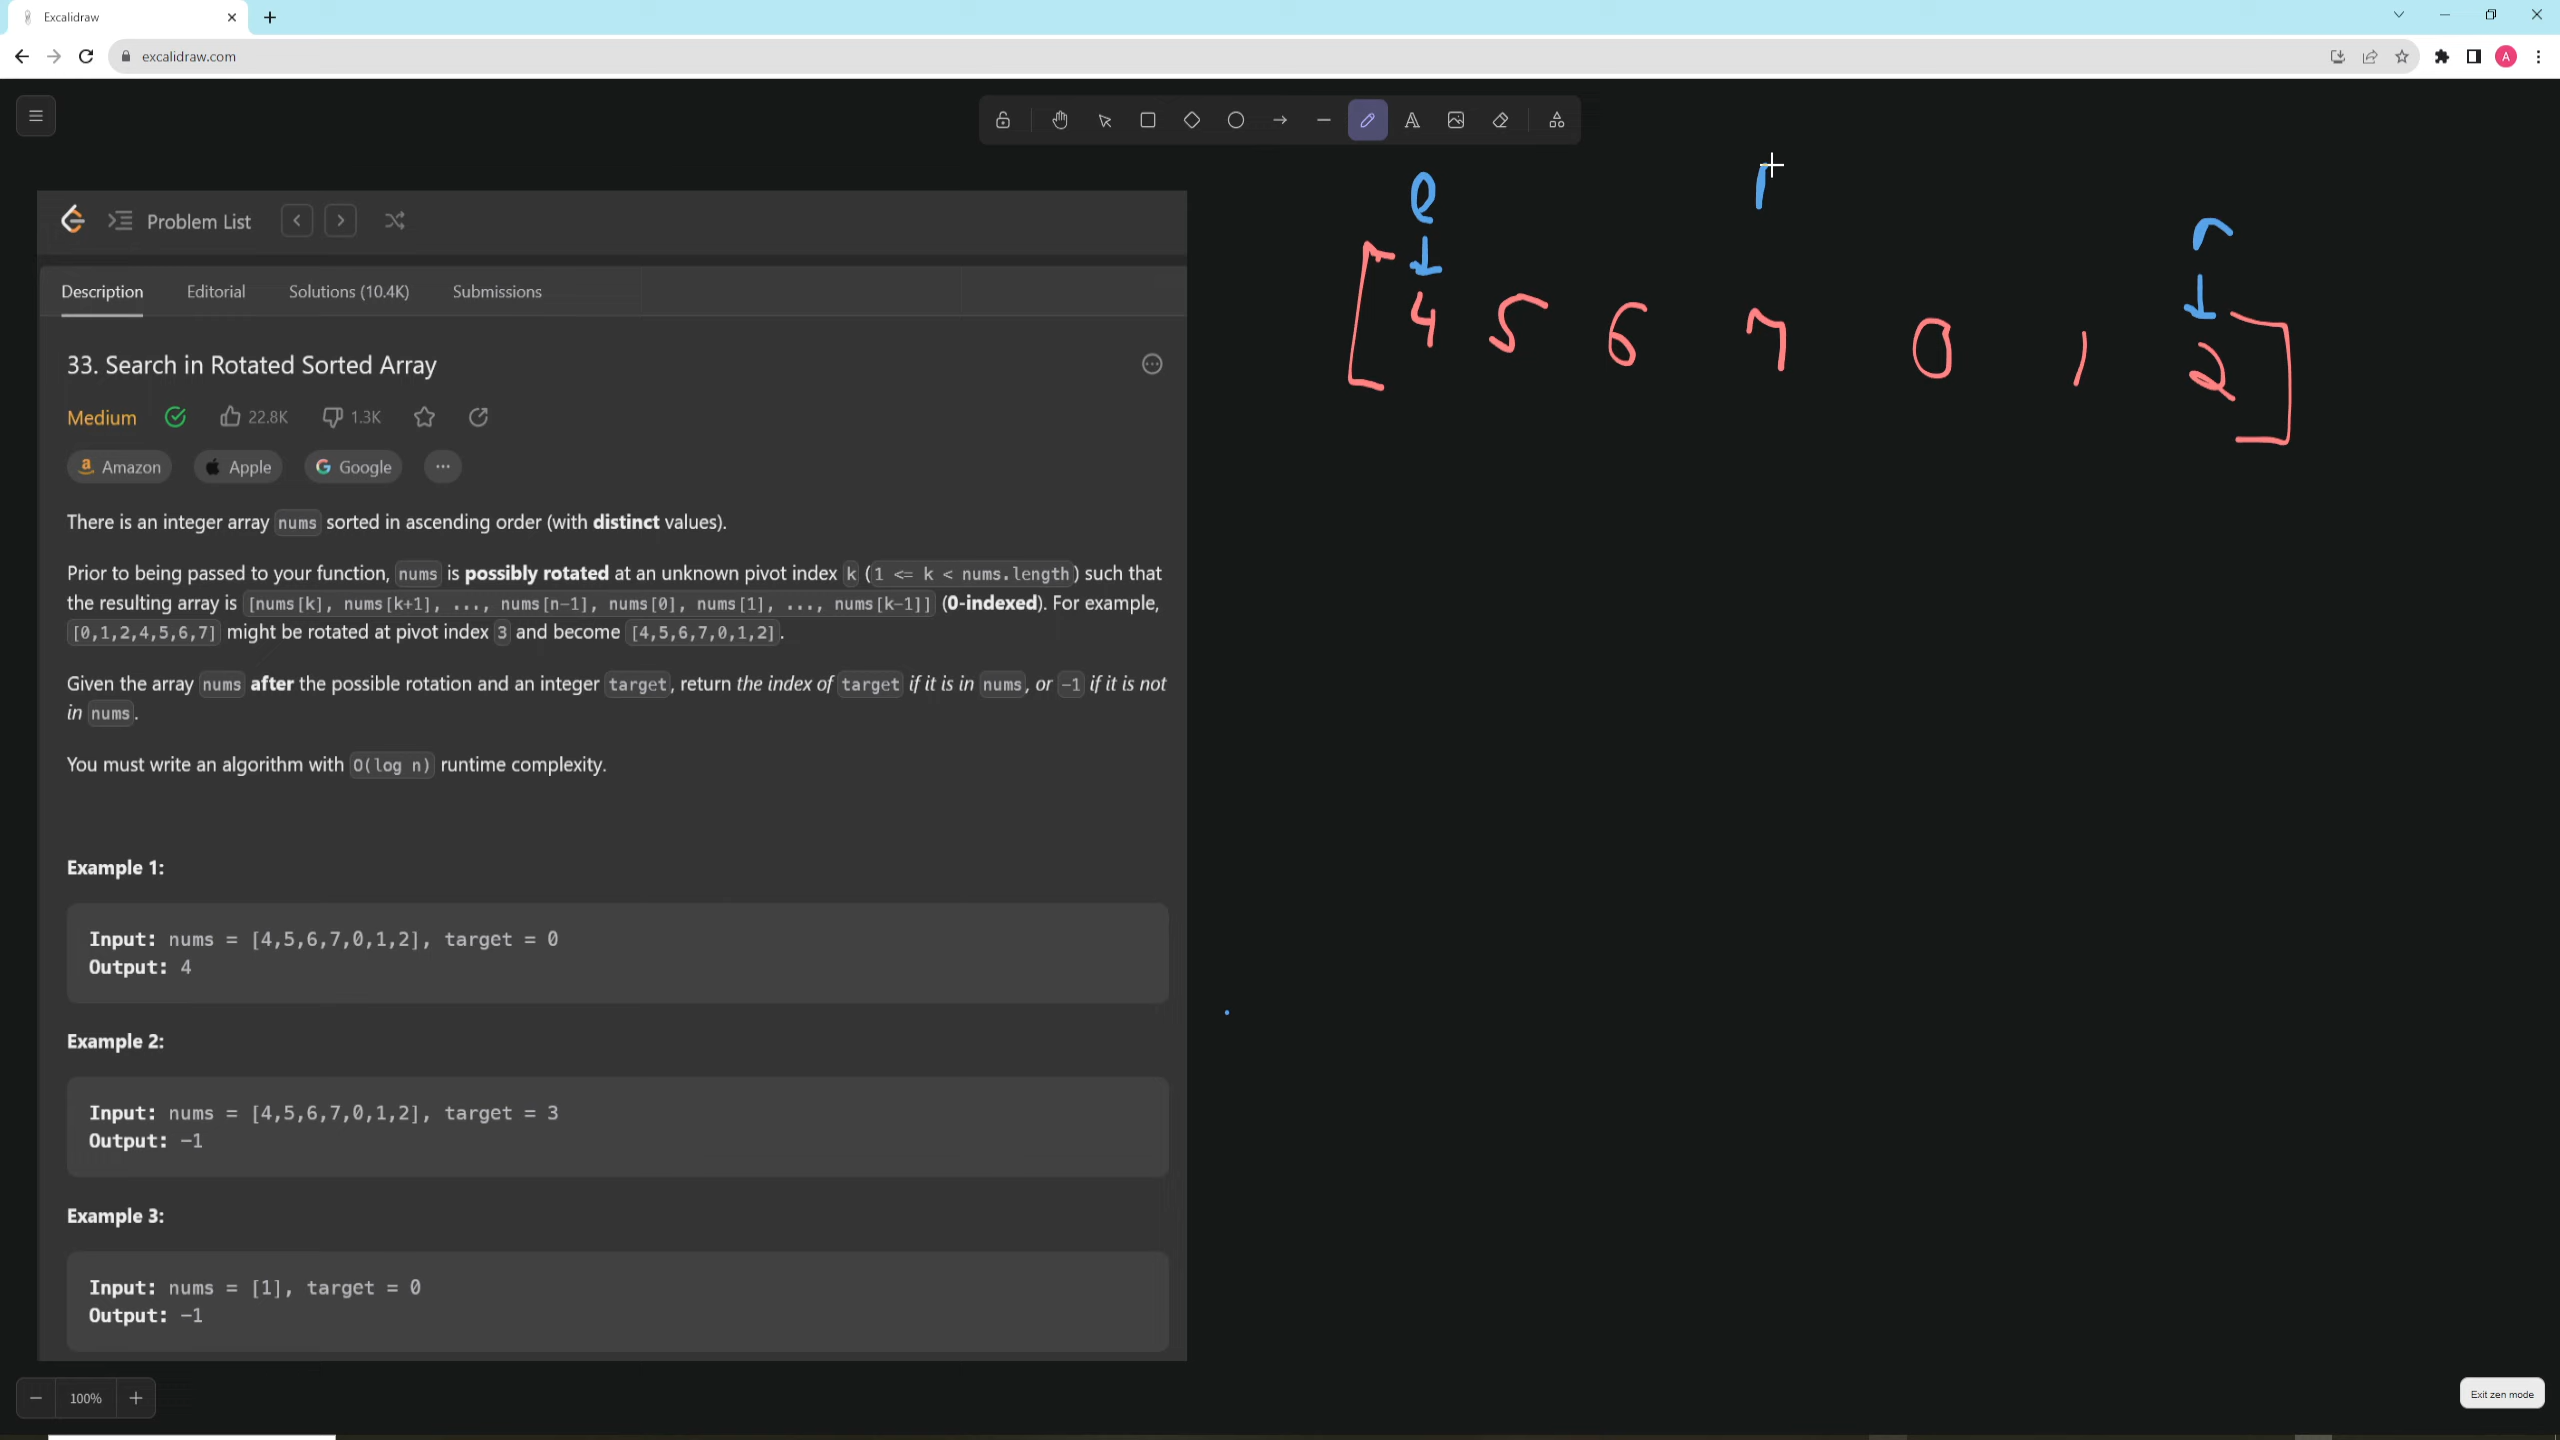 Excalidraw
excalidraw.com
A
Problem List
Description Editorial Solutions (10.4K) Submissions
33. Search in Rotated Sorted Array
Medium 22.8K 1.3K
Amazon Apple Google ...
There is an integer array nums sorted in ascending order (with distinct values).
Prior to being passed to your function, nums is possibly rotated at an unknown pivot index k (1 <= k < nums.length) such that
the resulting array is [nums[k], nums[k+1], ..., nums[n-1], nums[0], nums[1], ..., nums[k-1]] (0-indexed). For example,
[0,1,2,4,5,6,7] might be rotated at pivot index 3 and become [4,5,6,7,0,1,2].
Given the array nums after the possible rotation and an integer target, return the index of target if it is in nums, or -1 if it is not
in nums.
You must write an algorithm with O(log n) runtime complexity.
Example 1:
Input: nums = [4,5,6,7,0,1,2], target = 0
Output: 4
Example 2:
Input: nums = [4,5,6,7,0,1,2], target = 3
Output: -1
Example 3:
Input: nums = [1], target = 0
Output: -1
l r
[4 5 6 7 0 1 2]
100%
Exit zen mode